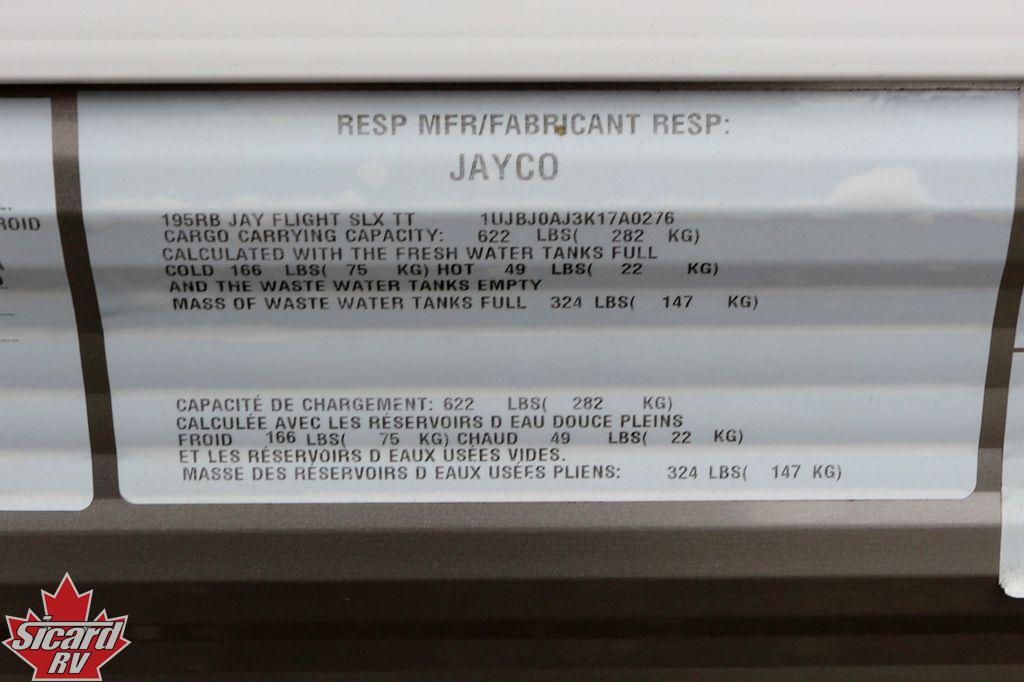 RESP MFR/FABRICANT RESP:
JAYCO
195RB JAY FLIGHT SLX TT 1UJBJ0AJ3K17A0276
CARGO CARRYING CAPACITY: 622 LBS( 282 KG)
CALCULATED WITH THE FRESH WATER TANKS FULL
COLD 166 LBS( 75 KG) HOT 49 LBS( 22 KG)
AND THE WASTE WATER TANKS EMPTY
MASS OF WASTE WATER TANKS FULL 324 LBS( 147 KG)
CAPACITÉ DE CHARGEMENT: 622 LBS( 282 KG)
CALCULÉE AVEC LES RÉSERVOIRS D EAU DOUCE PLEINS
FROID 166 LBS( 75 KG) CHAUD 49 LBS( 22 KG)
ET LES RÉSERVOIRS D EAUX USÉES VIDES.
MASSE DES RÉSERVOIRS D EAUX USÉES PLIENS: 324 LBS( 147 KG)
Sicard
RV